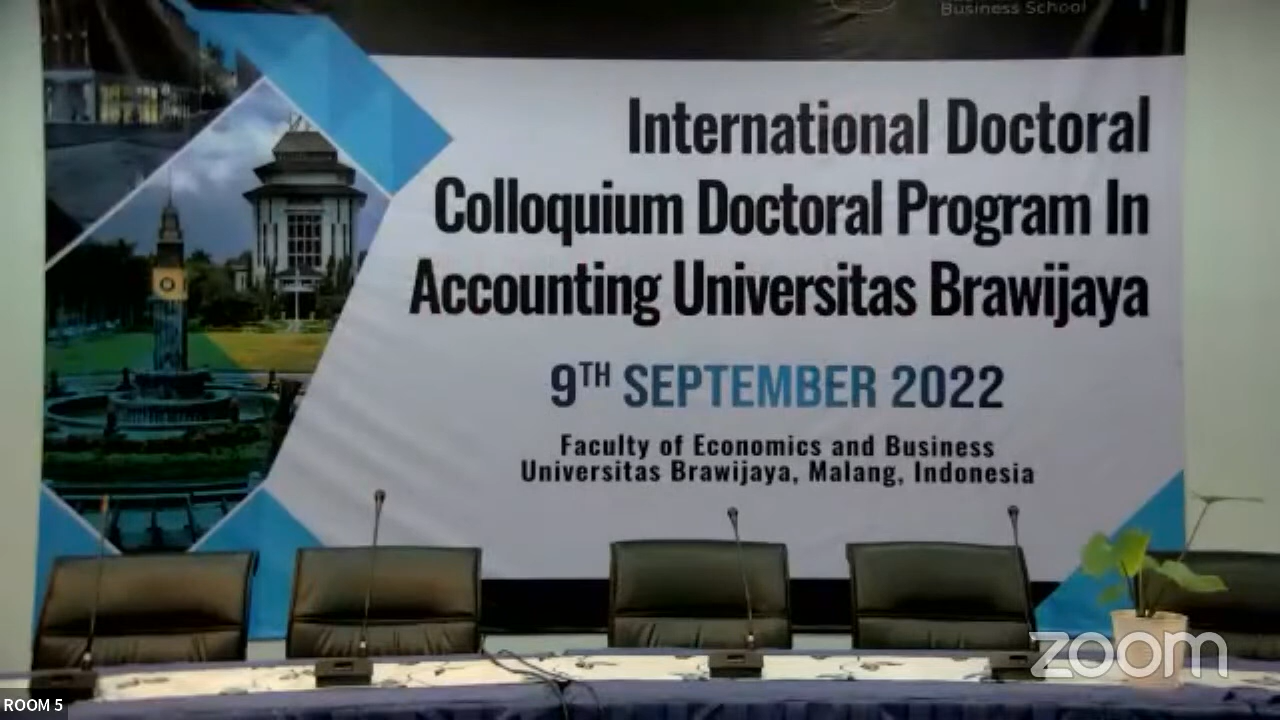 Business School
International Doctoral
Colloquium Doctoral Program In
Accounting Universitas Brawijaya
9TH SEPTEMBER 2022
Faculty of Economics and Business
Universitas Brawijaya, Malang, Indonesia
zoom
ROOM 5